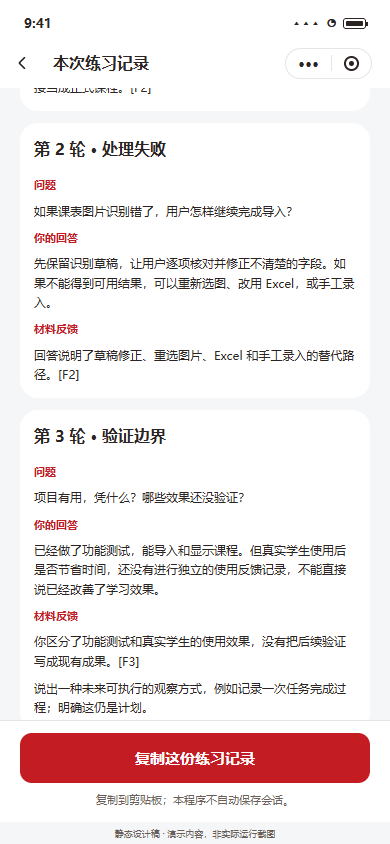 9:41
本次练习记录
接当成正式课程。[F2]
第 2 轮 • 处理失败
问题
如果课表图片识别错了，用户怎样继续完成导入？
你的回答
先保留识别草稿，让用户逐项核对并修正不清楚的字段。如
果不能得到可用结果，可以重新选图、改用 Excel，或手工录
入。
材料反馈
回答说明了草稿修正、重选图片、Excel 和手工录入的替代路
径。[F2]
第 3 轮 • 验证边界
问题
项目有用，凭什么？哪些效果还没验证？
你的回答
已经做了功能测试，能导入和显示课程。但真实学生使用后
是否节省时间，还没有进行独立的使用反馈记录，不能直接
说已经改善了学习效果。
材料反馈
你区分了功能测试和真实学生的使用效果，没有把后续验证
写成现有成果。[F3]
说出一种未来可执行的观察方式，例如记录一次任务完成过
程；明确这仍是计划。
复制这份练习记录
复制到剪贴板；本程序不自动保存会话。
静态设计稿 · 演示内容，非实际运行截图